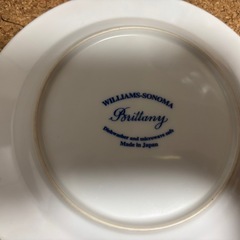 WILLIAMS-SONOMA
Brittany
Dishwasher and microwave safe
Made in Japan